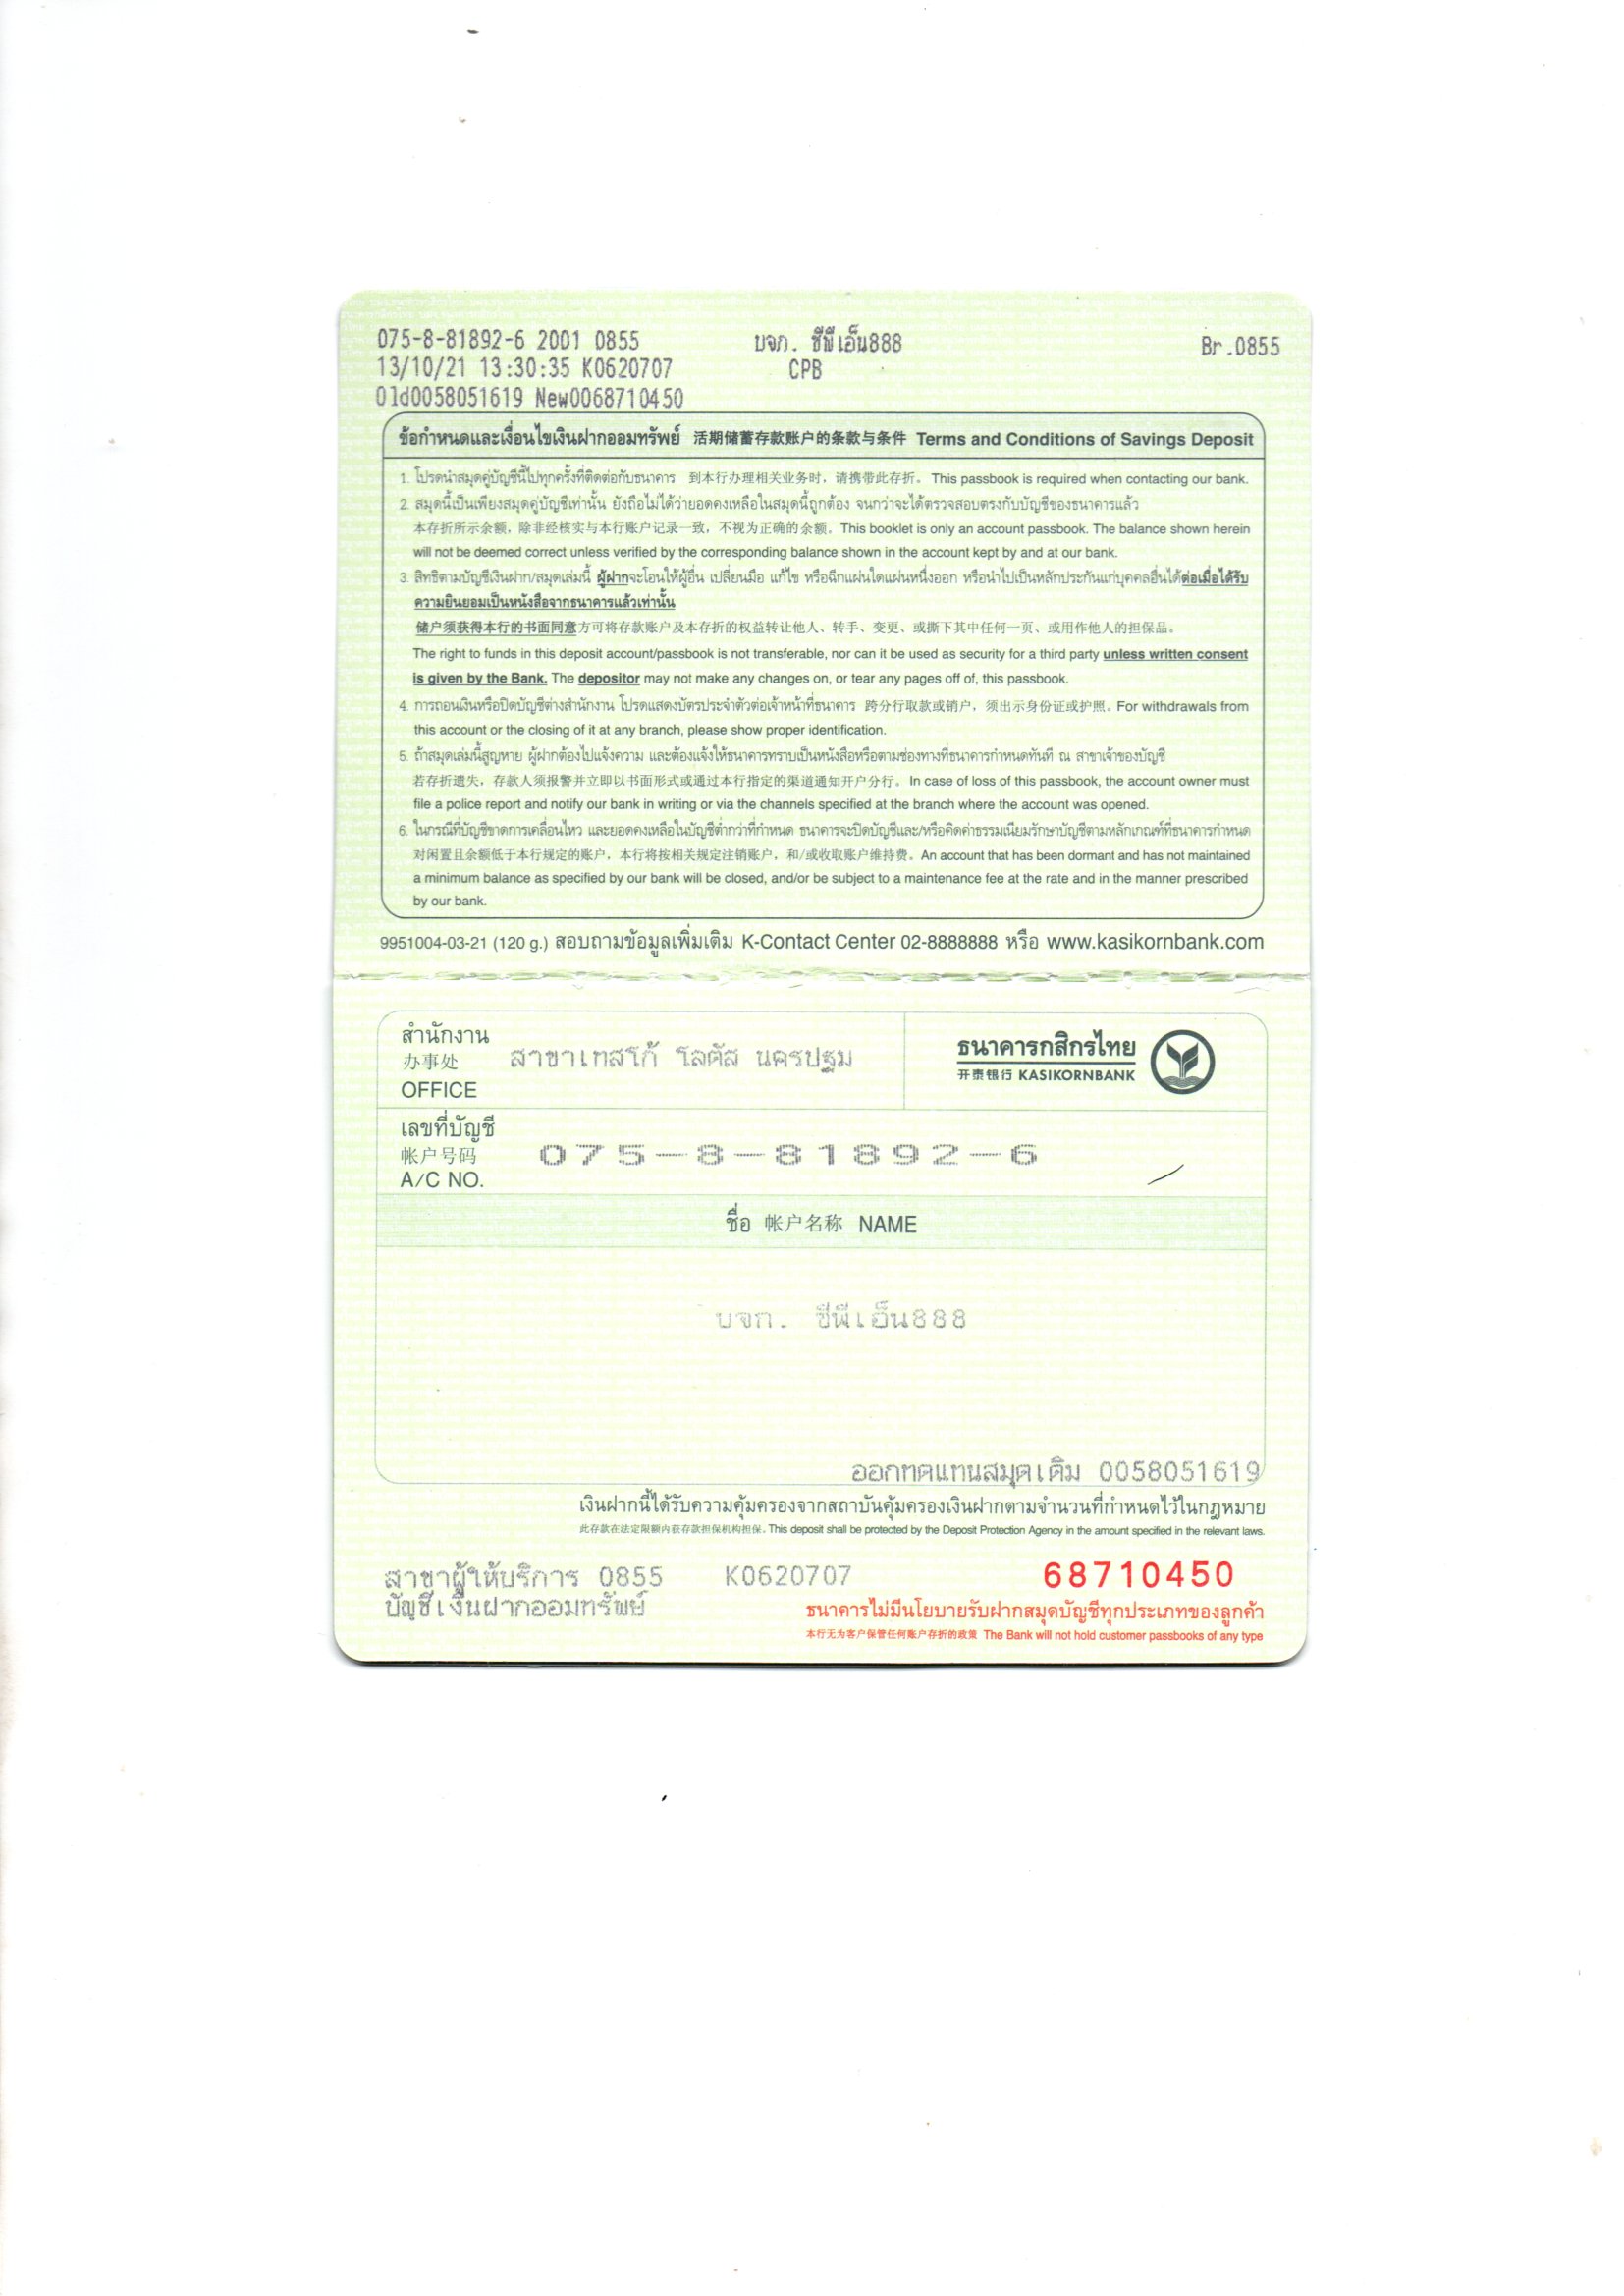 075-8-81892-6 2001 0855 บจก. ซีพีเอ็น888 Br.0855
13/10/21 13:30:35 K0620707 CPB
Old0058051619 New0068710450
ข้อกำหนดและเงื่อนไขเงินฝากออมทรัพย์ 活期储蓄存款账户的条款与条件 Terms and Conditions of Savings Deposit
1. โปรดนำสมุดคู่บัญชีนี้ไปทุกครั้งที่ติดต่อกับธนาคาร 到本行办理相关业务时，请携带此存折。This passbook is required when contacting our bank.
2. สมุดนี้เป็นเพียงสมุดคู่บัญชีเท่านั้น ยังถือไม่ได้ว่ายอดคงเหลือในสมุดนี้ถูกต้อง จนกว่าจะได้ตรวจสอบตรงกับบัญชีของธนาคารแล้ว
本存折所示余额，除非经核实与本行账户记录一致，不视为正确的余额。This booklet is only an account passbook. The balance shown herein
will not be deemed correct unless verified by the corresponding balance shown in the account kept by and at our bank.
3. สิทธิตามบัญชีเงินฝาก/สมุดเล่มนี้ ผู้ฝากจะโอนให้ผู้อื่น เปลี่ยนมือ แก้ไข หรือฉีกแผ่นใดแผ่นหนึ่งออก หรือนำไปเป็นหลักประกันแก่บุคคลอื่นได้ต่อเมื่อได้รับ
ความยินยอมเป็นหนังสือจากธนาคารแล้วเท่านั้น
储户须获得本行的书面同意方可将存款账户及本存折的权益转让他人、转手、变更、或撕下其中任何一页、或用作他人的担保品。
The right to funds in this deposit account/passbook is not transferable, nor can it be used as security for a third party unless written consent
is given by the Bank. The depositor may not make any changes on, or tear any pages off of, this passbook.
4. การถอนเงินหรือปิดบัญชีต่างสำนักงาน โปรดแสดงบัตรประจำตัวต่อเจ้าหน้าที่ธนาคาร 跨分行取款或销户，须出示身份证或护照。For withdrawals from
this account or the closing of it at any branch, please show proper identification.
5. ถ้าสมุดเล่มนี้สูญหาย ผู้ฝากต้องไปแจ้งความ และต้องแจ้งให้ธนาคารทราบเป็นหนังสือหรือตามช่องทางที่ธนาคารกำหนดทันที ณ สาขาเจ้าของบัญชี
若存折遗失，存款人须报警并立即以书面形式或通过本行指定的渠道通知开户分行。In case of loss of this passbook, the account owner must
file a police report and notify our bank in writing or via the channels specified at the branch where the account was opened.
6. ในกรณีที่บัญชีขาดการเคลื่อนไหว และยอดคงเหลือในบัญชีต่ำกว่าที่กำหนด ธนาคารจะปิดบัญชีและ/หรือคิดค่าธรรมเนียมรักษาบัญชีตามหลักเกณฑ์ที่ธนาคารกำหนด
对闲置且余额低于本行规定的账户，本行将按相关规定注销账户，和/或收取账户维持费。An account that has been dormant and has not maintained
a minimum balance as specified by our bank will be closed, and/or be subject to a maintenance fee at the rate and in the manner prescribed
by our bank.
9951004-03-21 (120 g.) สอบถามข้อมูลเพิ่มเติม K-Contact Center 02-8888888 หรือ www.kasikornbank.com
สำนักงาน
办事处 สาขาเทสโก้ โลตัส นครปฐม
OFFICE
ธนาคารกสิกรไทย
开泰银行 KASIKORNBANK
เลขที่บัญชี
帐户号码 075-8-81892-6
A/C NO.
ชื่อ 帐户名称 NAME
บจก. ซีพีเอ็น888
ออกทดแทนสมุดเดิม 0058051619
เงินฝากนี้ได้รับความคุ้มครองจากสถาบันคุ้มครองเงินฝากตามจำนวนที่กำหนดไว้ในกฎหมาย
此存款在法定限额内获存款担保机构担保。This deposit shall be protected by the Deposit Protection Agency in the amount specified in the relevant laws.
สาขาผู้ให้บริการ 0855 K0620707 68710450
บัญชีเงินฝากออมทรัพย์
ธนาคารไม่มีนโยบายรับฝากสมุดบัญชีทุกประเภทของลูกค้า
本行无为客户保管任何账户存折的政策 The Bank will not hold customer passbooks of any type